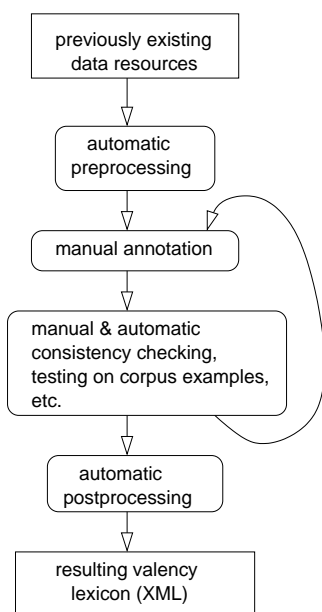 previously existing
data resources
automatic
preprocessing
manual annotation
manual & automatic
consistency checking,
testing on corpus examples,
etc.
automatic
postprocessing
resulting valency
lexicon (XML)